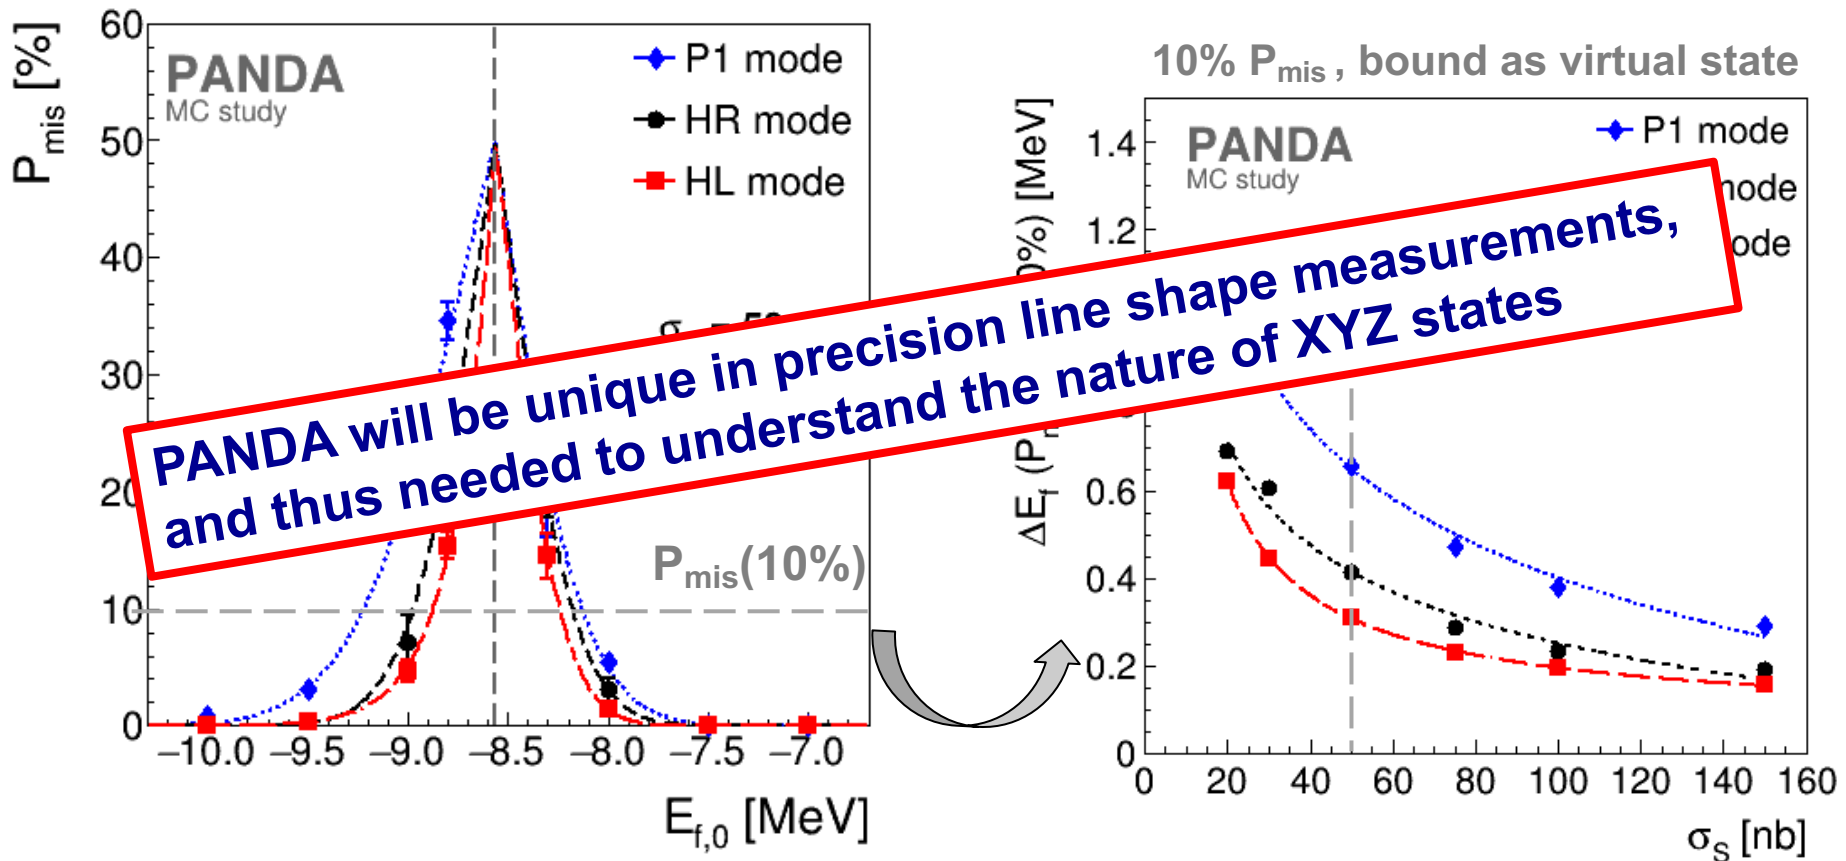 60
50
40
30
20
10
0
P_mis [%]
PANDA
MC study
P1 mode
HR mode
HL mode
P_mis(10%)
–10.0 –9.5 –9.0 –8.5 –8.0 –7.5 –7.0
E_f,0 [MeV]
10% P_mis , bound as virtual state
PANDA
MC study
P1 mode
mode
mode
1.4
1.2
0.6
0.4
0.2
0
ΔE_f (P
0%) [MeV]
0 20 40 60 80 100 120 140 160
σ_S [nb]
PANDA will be unique in precision line shape measurements,
and thus needed to understand the nature of XYZ states